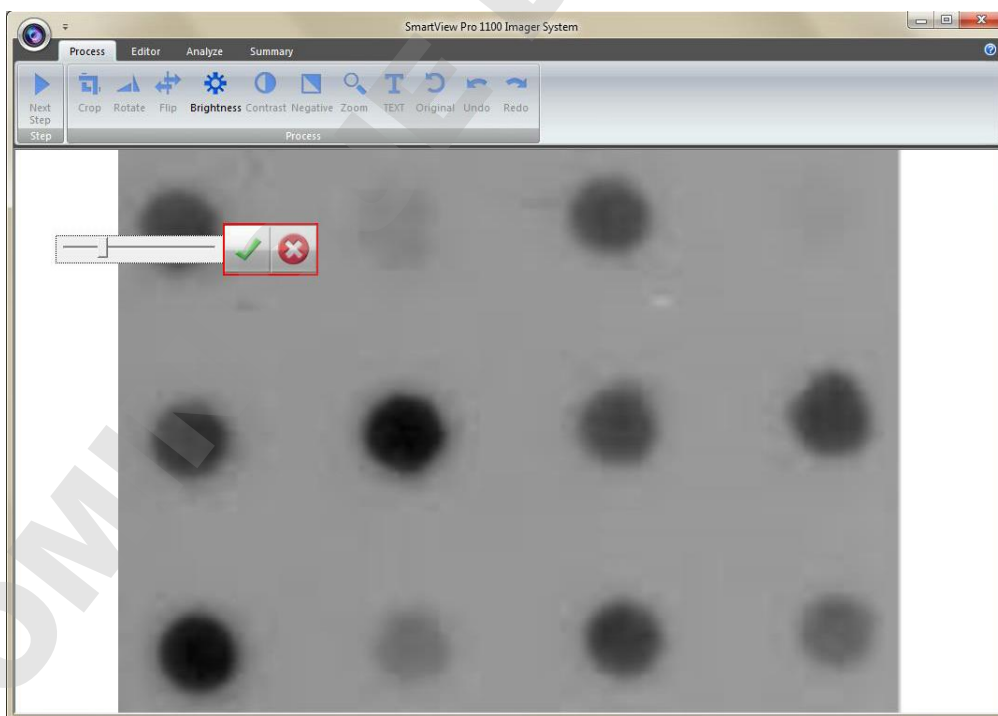 SmartView Pro 1100 Imager System
Process Editor Analyze Summary
Next Step Crop Rotate Flip Brightness Contrast Negative Zoom TEXT Original Undo Redo
Step Process